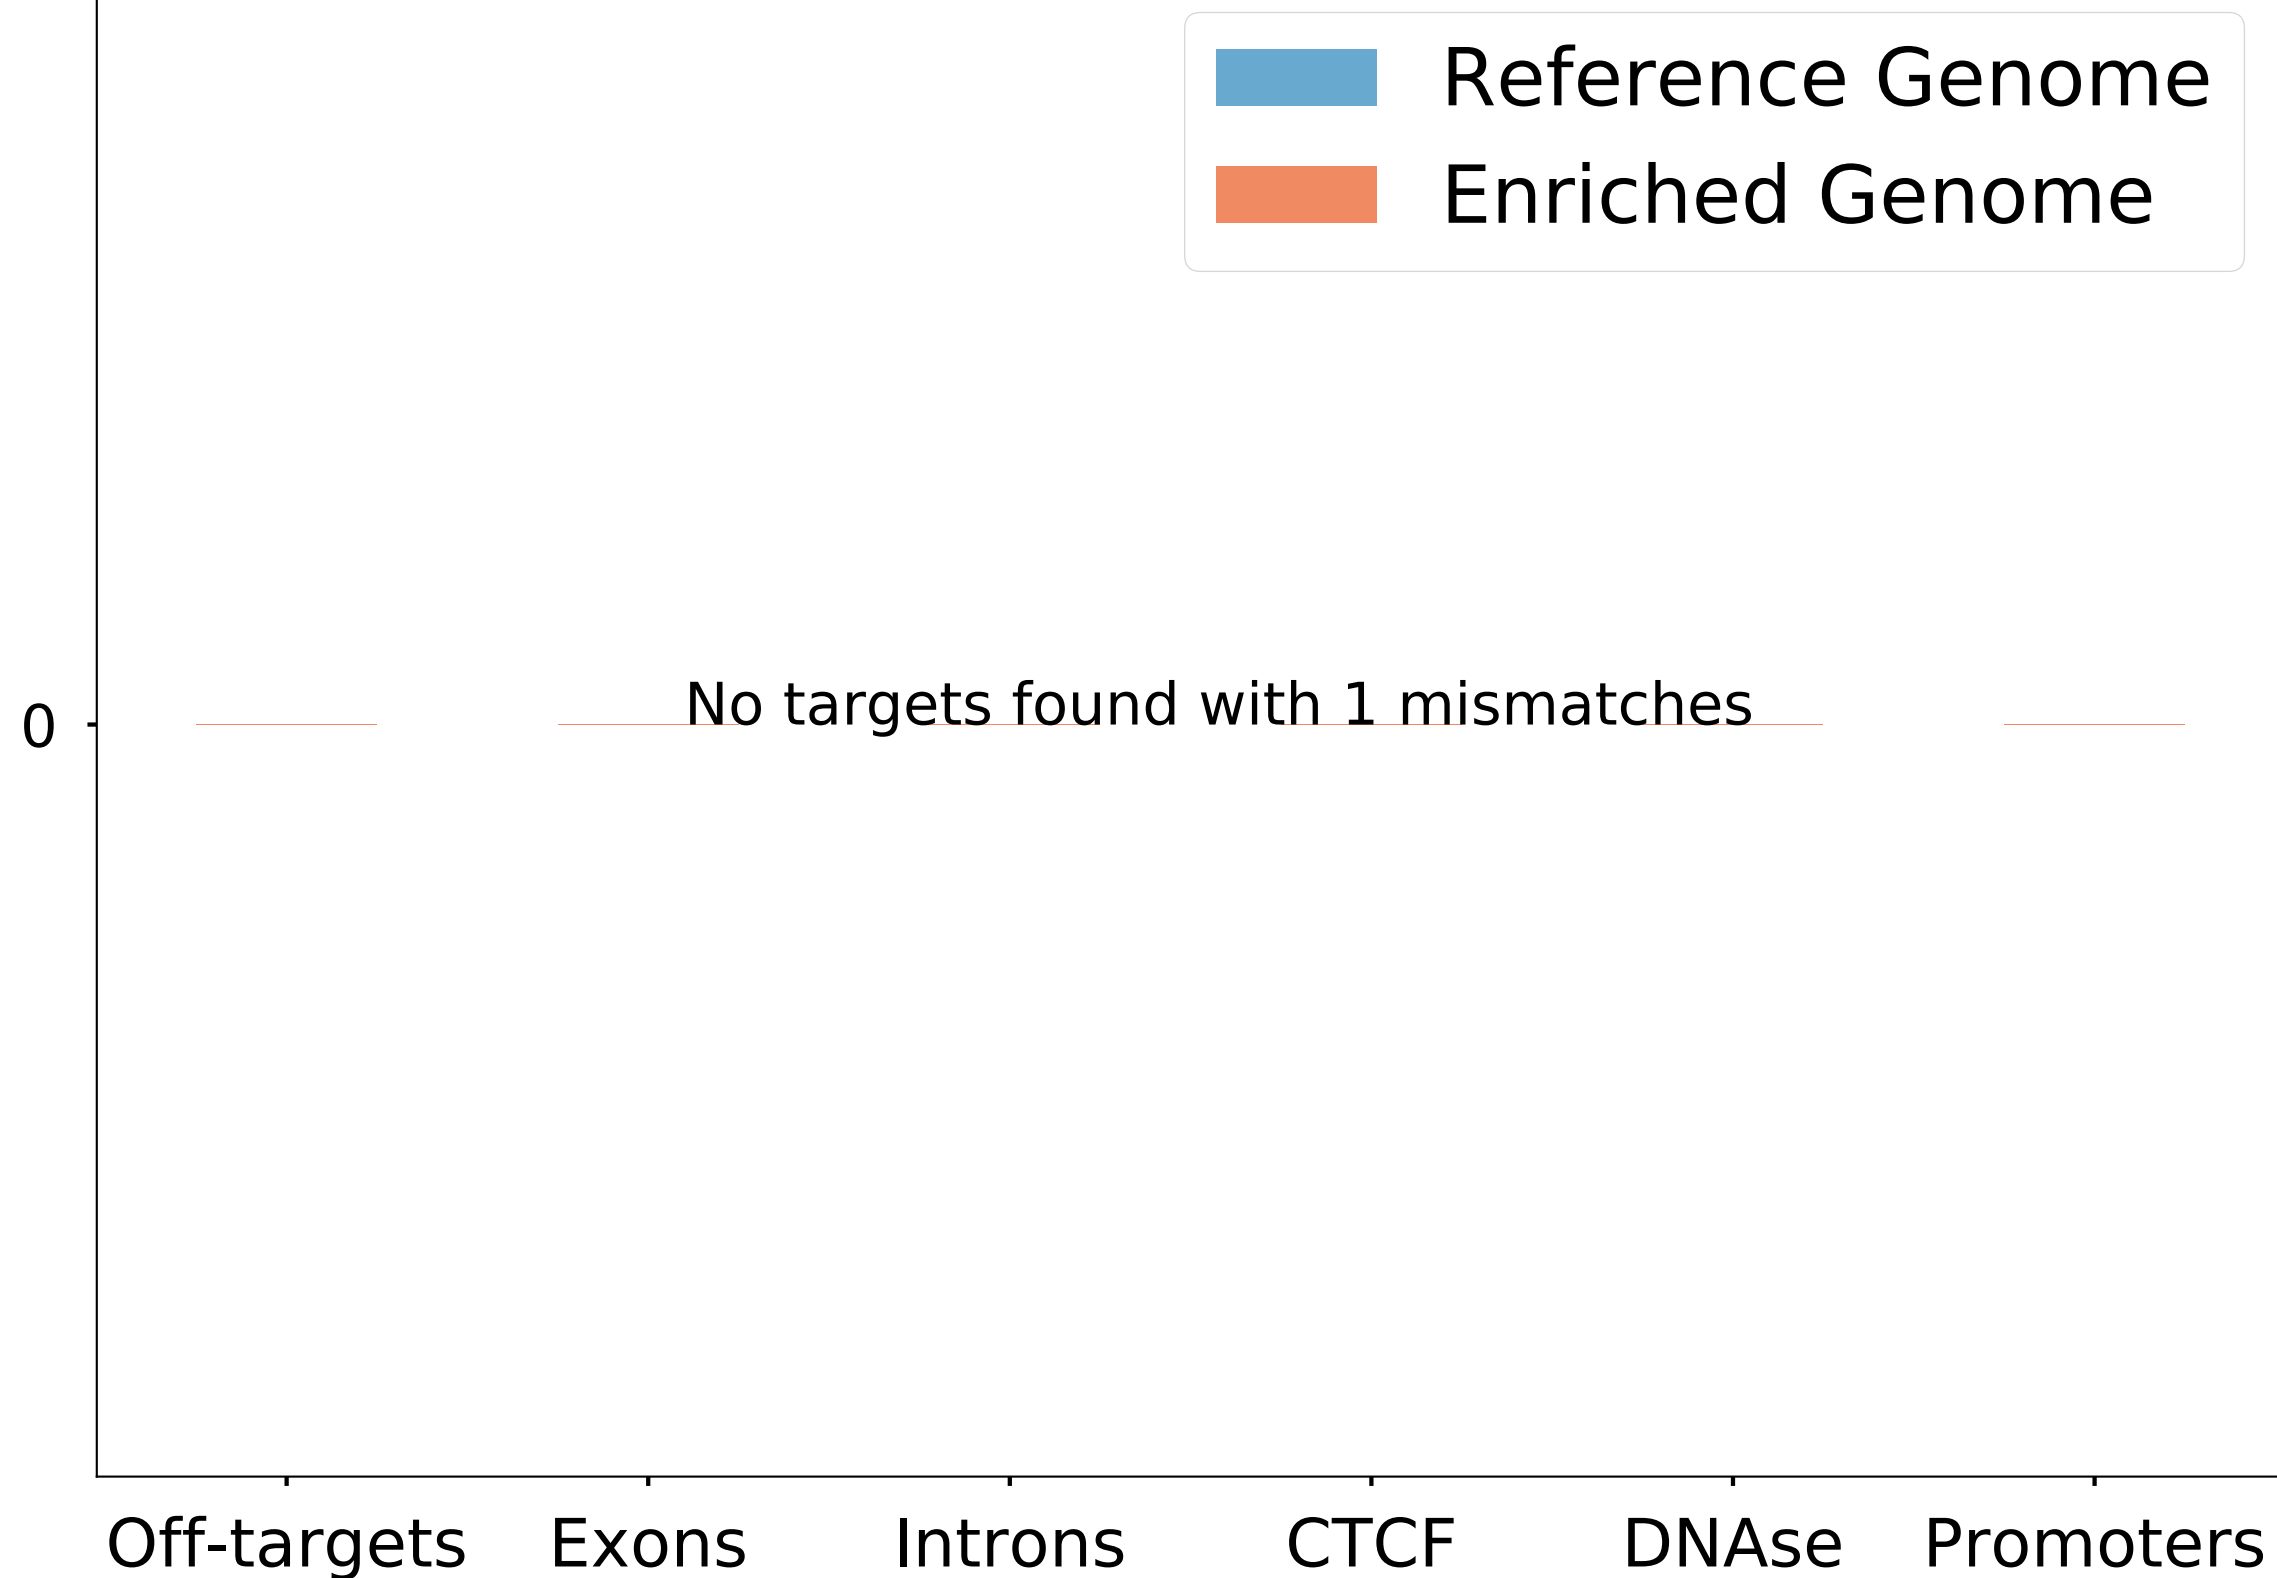 Reference Genome
Enriched Genome
No targets found with 1 mismatches
0
Off-targets Exons Introns CTCF DNAse Promoters